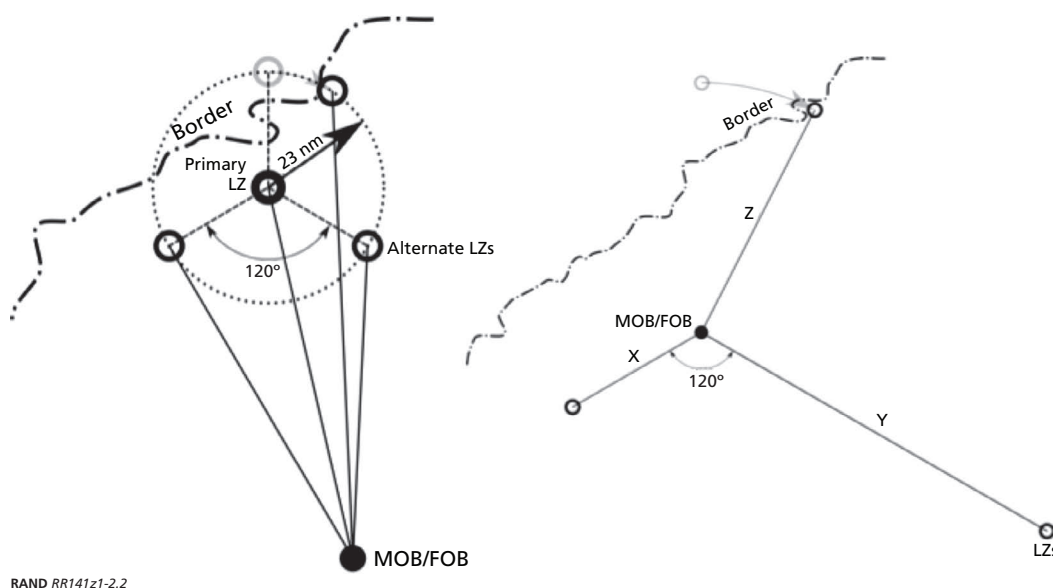 Border
Primary
LZ
23 nm
Alternate LZs
120º
MOB/FOB
Border
Z
MOB/FOB
X
120º
Y
LZs
RAND RR141z1-2.2